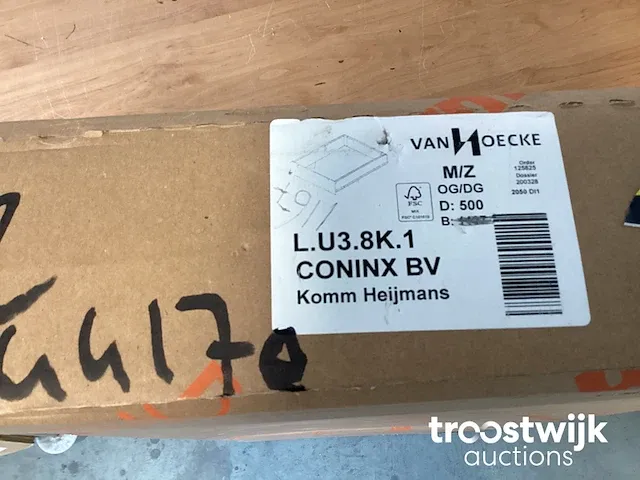 VAN HOECKE
M/Z
OG/DG
D: 500
B:
Order
125625
Dossier
200328
2050 DI1
FSC
L.U3.8K.1
CONINX BV
Komm Heijmans
troostwijk
auctions